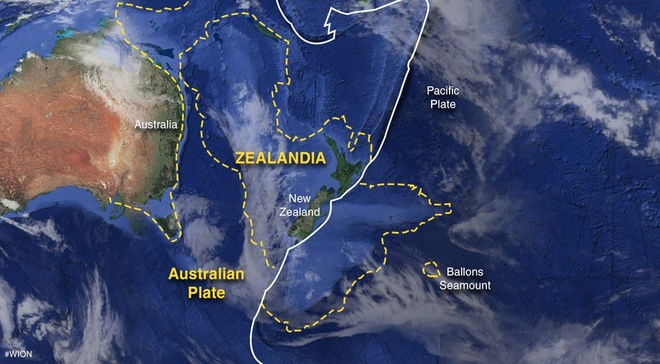 Pacific
Plate
Australia
ZEALANDIA
New
Zealand
Australian
Plate
Ballons
Seamount
#WION